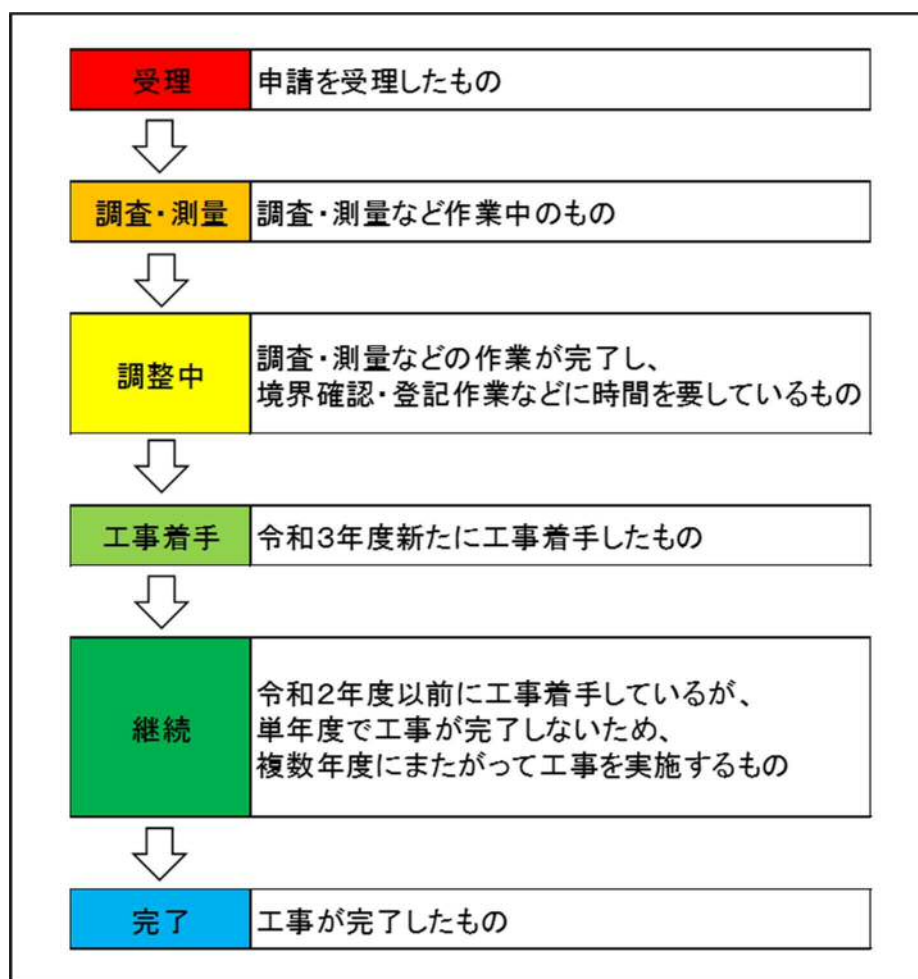 受理 申請を受理したもの
調査・測量 調査・測量など作業中のもの
調整中 調査・測量などの作業が完了し、
境界確認・登記作業などに時間を要しているもの
工事着手 令和3年度新たに工事着手したもの
継続 令和2年度以前に工事着手しているが、
単年度で工事が完了しないため、
複数年度にまたがって工事を実施するもの
完了 工事が完了したもの